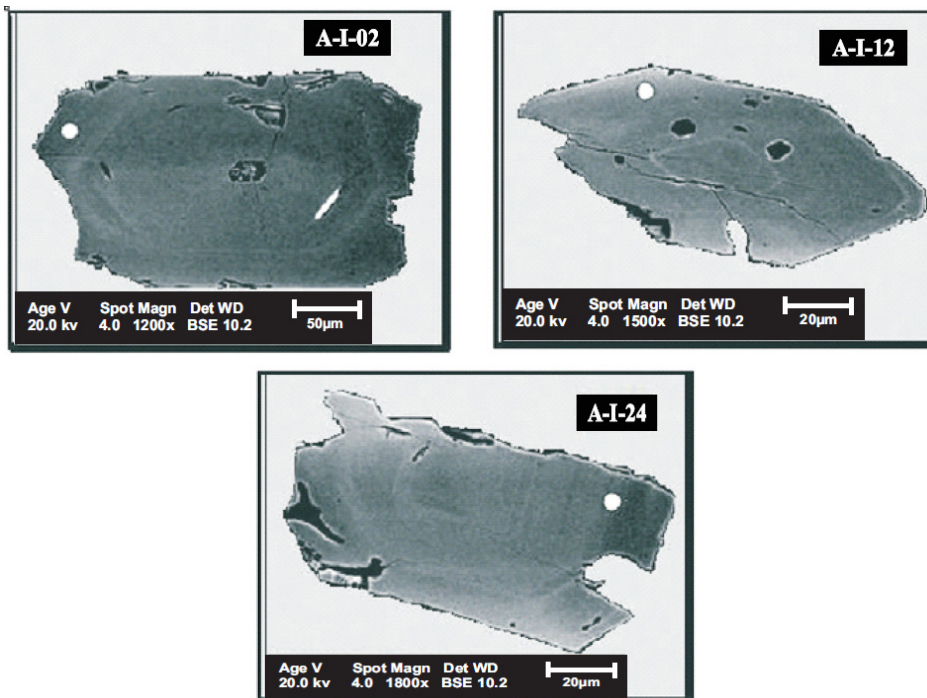 A-I-02
Age V Spot Magn Det WD
20.0 kv 4.0 1200x BSE 10.2
50µm
A-I-12
Age V Spot Magn Det WD
20.0 kv 4.0 1500x BSE 10.2
20µm
A-I-24
Age V Spot Magn Det WD
20.0 kv 4.0 1800x BSE 10.2
20µm